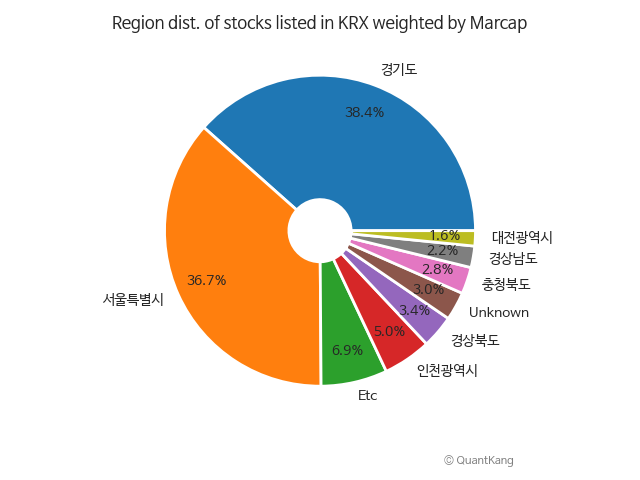 Region dist. of stocks listed in KRX weighted by Marcap
경기도
38.4%
서울특별시
36.7%
Etc
6.9%
인천광역시
5.0%
경상북도
3.4%
Unknown
3.0%
충청북도
2.8%
경상남도
2.2%
대전광역시
1.6%
© QuantKang